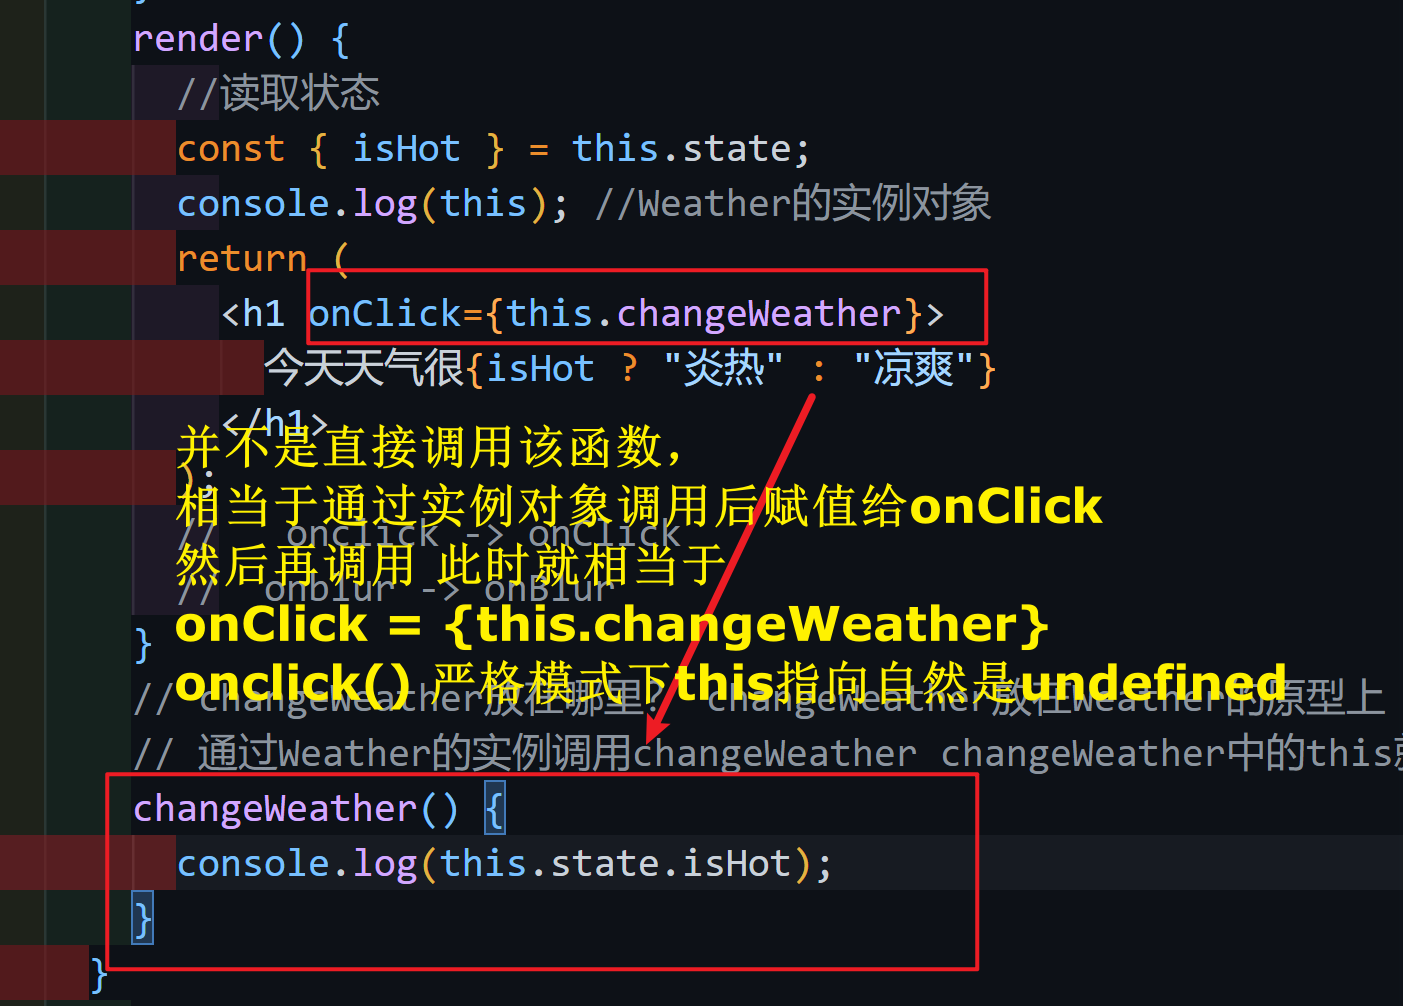 }
render() {
//读取状态
const { isHot } = this.state;
console.log(this); //Weather的实例对象
return (
<h1 onClick={this.changeWeather}>
今天天气很{isHot ? "炎热" : "凉爽"}
</h1>
并不是直接调用该函数,
);
相当于通过实例对象调用后赋值给onClick
// onclick -> onClick
然后再调用 此时就相当于
// onblur -> onBlur
onClick = {this.changeWeather}
}
onclick() 严格模式下this指向自然是undefined
// changeWeather放在哪里? changeWeather放在Weather的原型上
// 通过Weather的实例调用changeWeather changeWeather中的this
changeWeather() {
console.log(this.state.isHot);
}
}